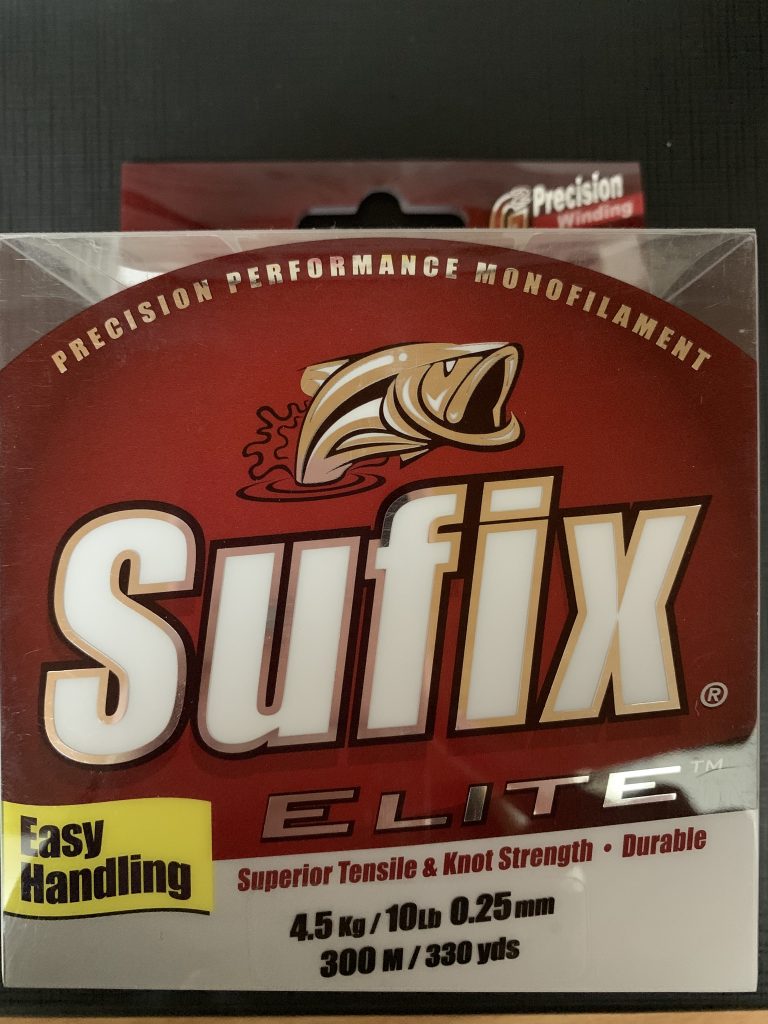 Precision
Winding
PRECISION PERFORMANCE MONOFILAMENT
Sufix®
ELITE™
Easy
Handling
Superior Tensile & Knot Strength • Durable
4.5 Kg / 10Lb 0.25mm
300 M / 330 yds